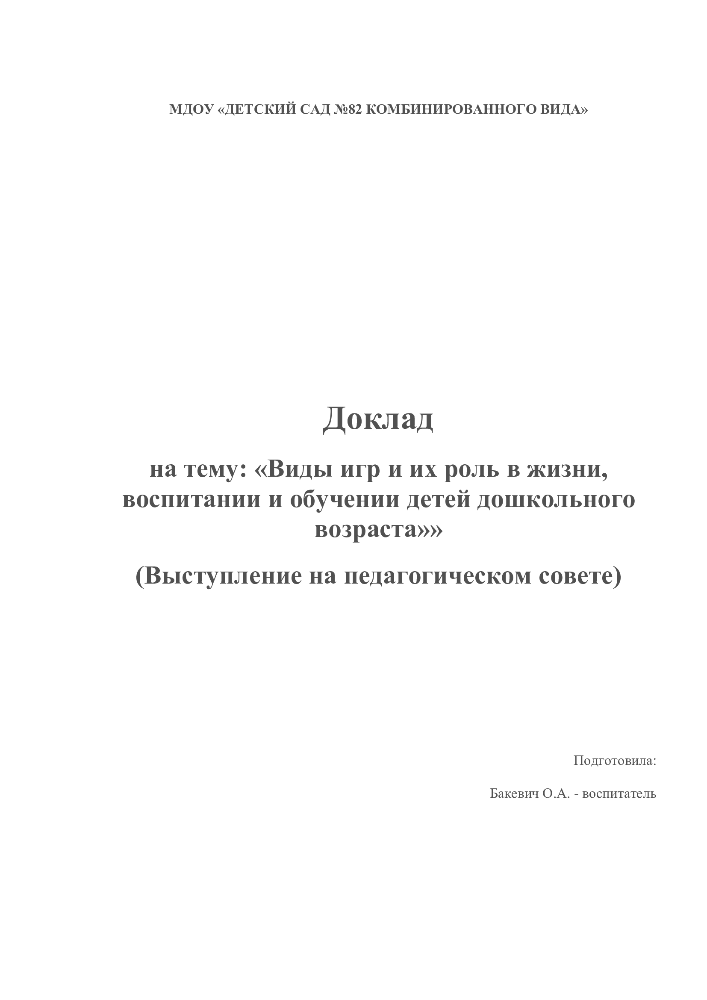 МДОУ «ДЕТСКИЙ САД №82 КОМБИНИРОВАННОГО ВИДА»
Доклад
на тему: «Виды игр и их роль в жизни,
воспитании и обучении детей дошкольного
возраста»»
(Выступление на педагогическом совете)
Подготовила:
Бакевич О.А. - воспитатель